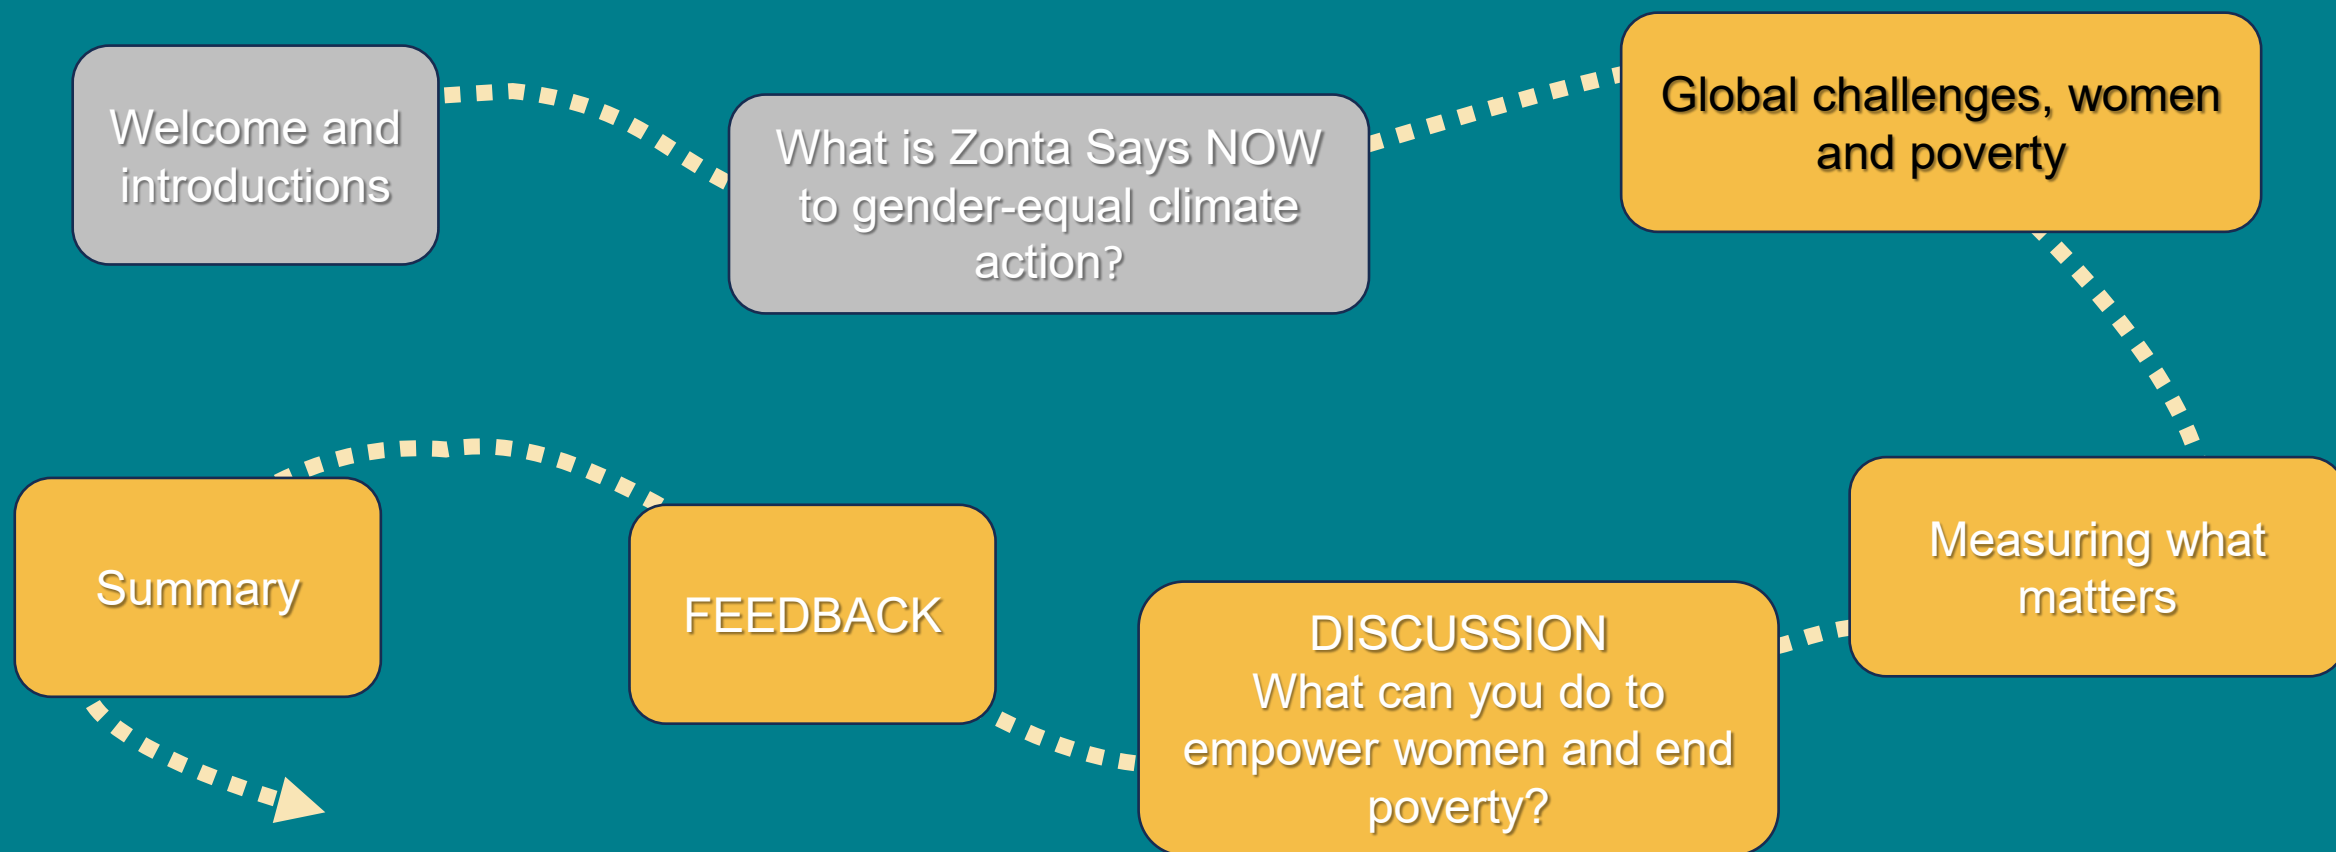 Welcome and
introductions
What is Zonta Says NOW
to gender-equal climate
action?
Global challenges, women
and poverty
Measuring what
matters
DISCUSSION
What can you do to
empower women and end
poverty?
FEEDBACK
Summary